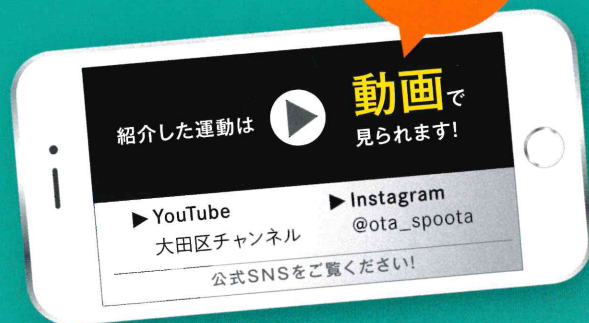 紹介した運動は
動画で
見られます!
▶YouTube
大田区チャンネル
▶Instagram
@ota_spoota
公式SNSをご覧ください!